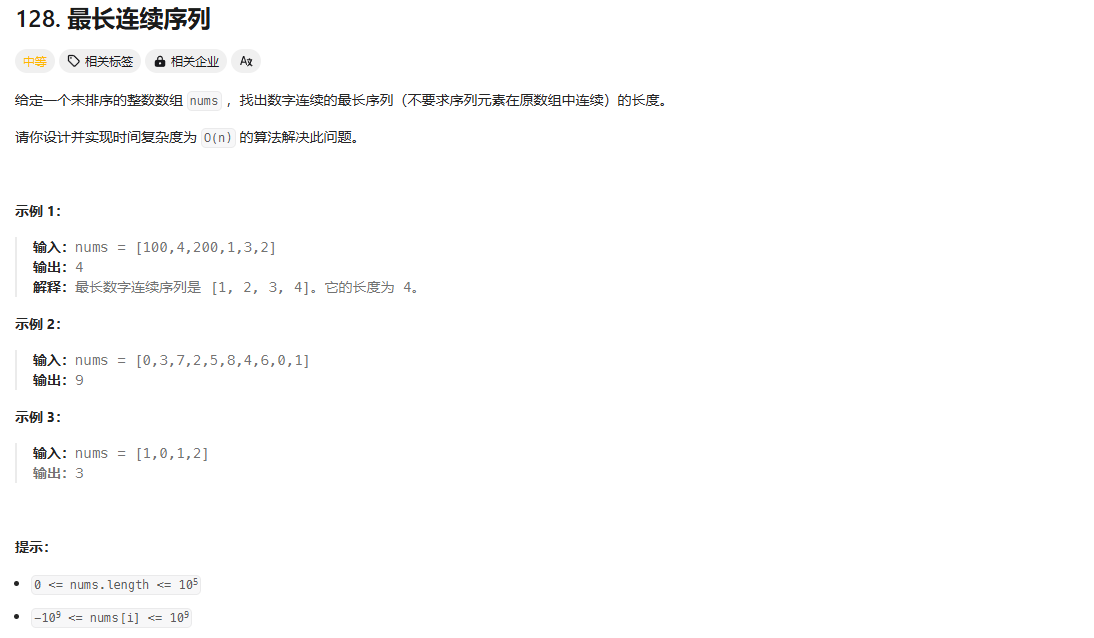 128. 最长连续序列
中等 相关标签 相关企业 Aあ
给定一个未排序的整数数组 nums ，找出数字连续的最长序列（不要求序列元素在原数组中连续）的长度。
请你设计并实现时间复杂度为 O(n) 的算法解决此问题。
示例 1：
输入：nums = [100,4,200,1,3,2]
输出：4
解释：最长数字连续序列是 [1, 2, 3, 4]。它的长度为 4。
示例 2：
输入：nums = [0,3,7,2,5,8,4,6,0,1]
输出：9
示例 3：
输入：nums = [1,0,1,2]
输出：3
提示：
• 0 <= nums.length <= 10⁵
• -10⁹ <= nums[i] <= 10⁹